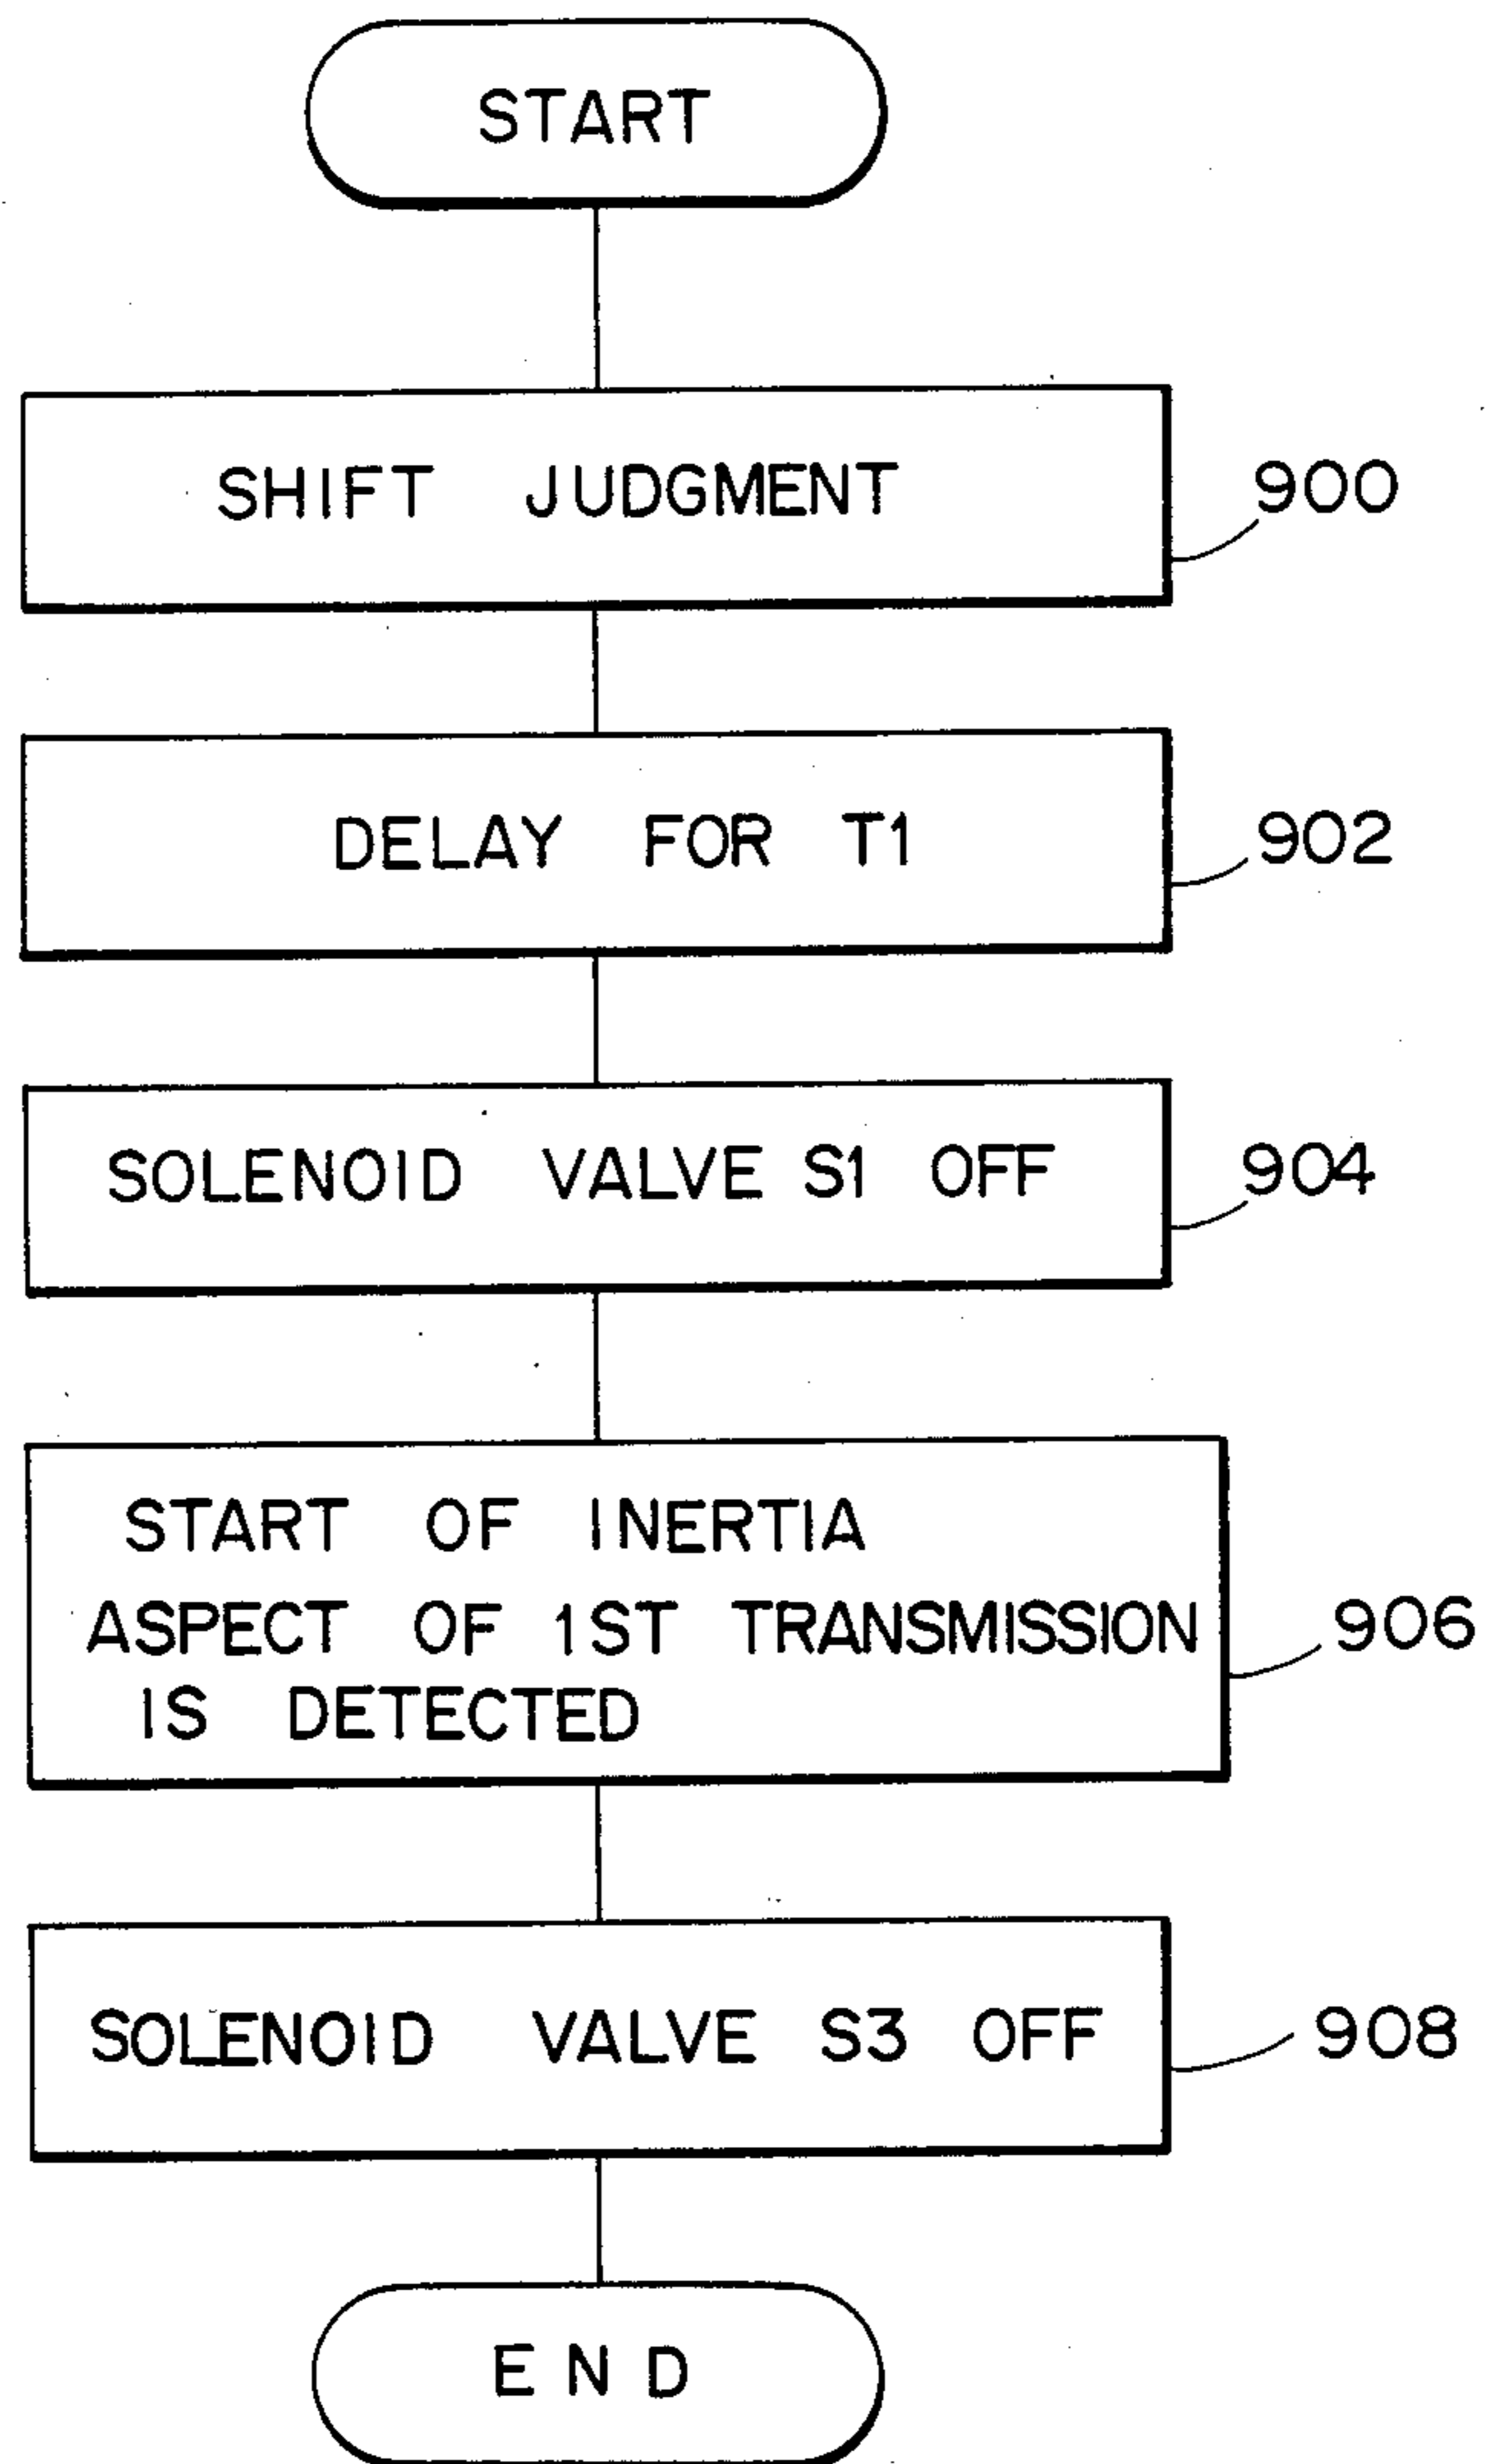 START
SHIFT JUDGMENT
900
DELAY FOR T1
902
SOLENOID VALVE S1 OFF
904
START OF INERTIA
ASPECT OF 1ST TRANSMISSION
IS DETECTED
906
SOLENOID VALVE S3 OFF
908
END